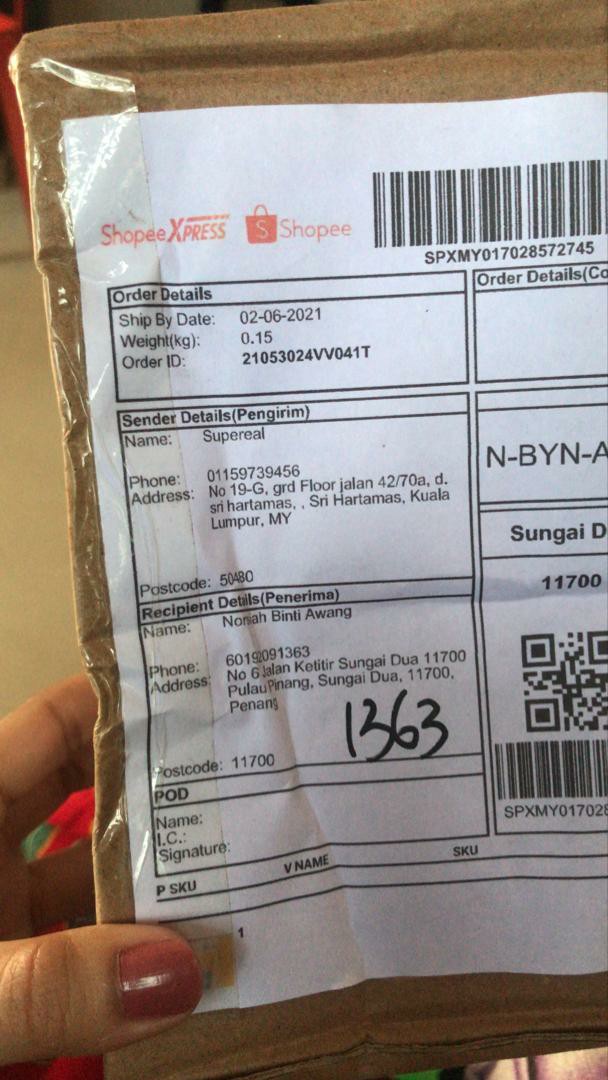 ShopeeXPRESS Shopee
SPXMY017028572745
Order Details
Ship By Date: 02-06-2021
Weight(kg): 0.15
Order ID: 21053024VV041T
Order Details(Co
Sender Details(Pengirim)
Name: Supereal
Phone: 01159739456
Address: No 19-G, grd Floor jalan 42/70a, d.
sri hartamas, , Sri Hartamas, Kuala
Lumpur, MY
Postcode: 50480
N-BYN-A
Sungai D
11700
Recipient Details(Penerima)
Name: Noriah Binti Awang
Phone: 60192091363
Address: No 6 Jalan Ketitir Sungai Dua 11700
Pulau Pinang, Sungai Dua, 11700,
Penang
1363
Postcode: 11700
SPXMY017028
POD
Name:
I.C.:
Signature:
P SKU V NAME SKU
1